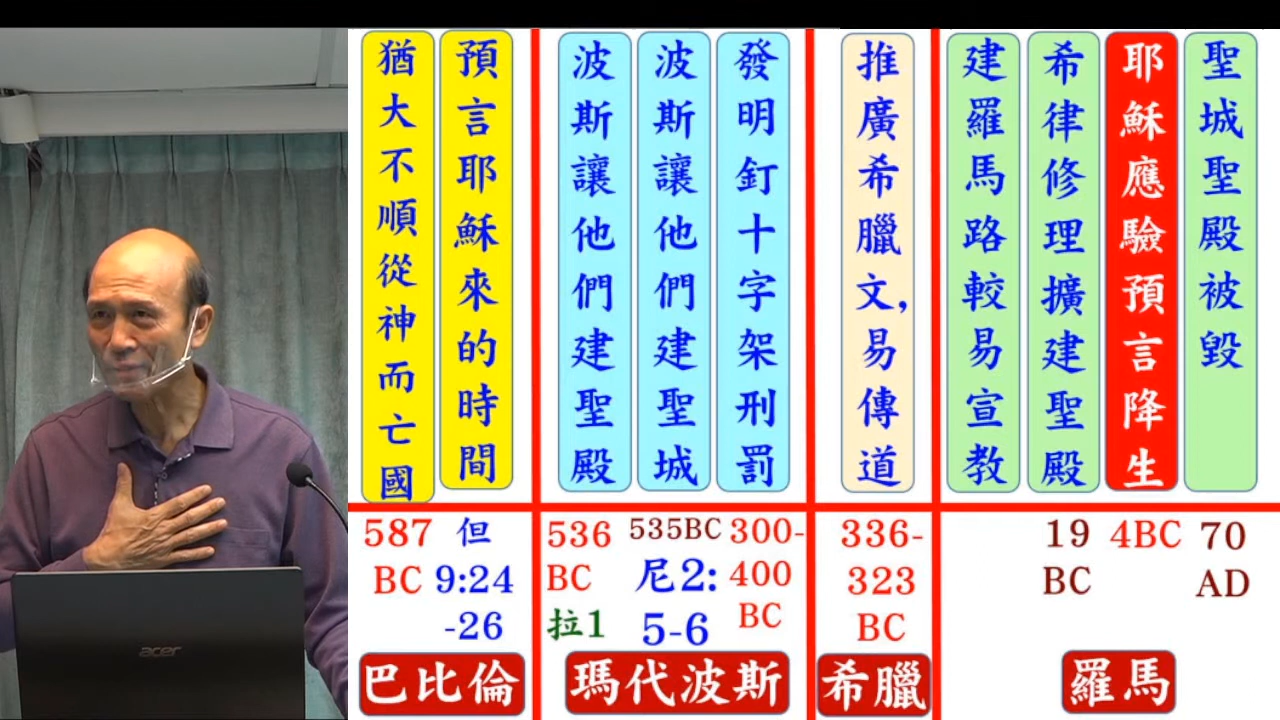 猶大不順從神而亡國
預言耶穌來的時間
波斯讓他們建聖殿
波斯讓他們建聖城
發明釘十字架刑罰
推廣希臘文,易傳道
建羅馬路較易宣教
希律修理擴建聖殿
耶穌應驗預言降生
聖城聖殿被毀
587
BC
但
9:24
-26
536
BC
拉1
535BC
尼2:
5-6
300-
400
BC
336-
323
BC
19
BC
4BC
70
AD
巴比倫
瑪代波斯
希臘
羅馬
acer